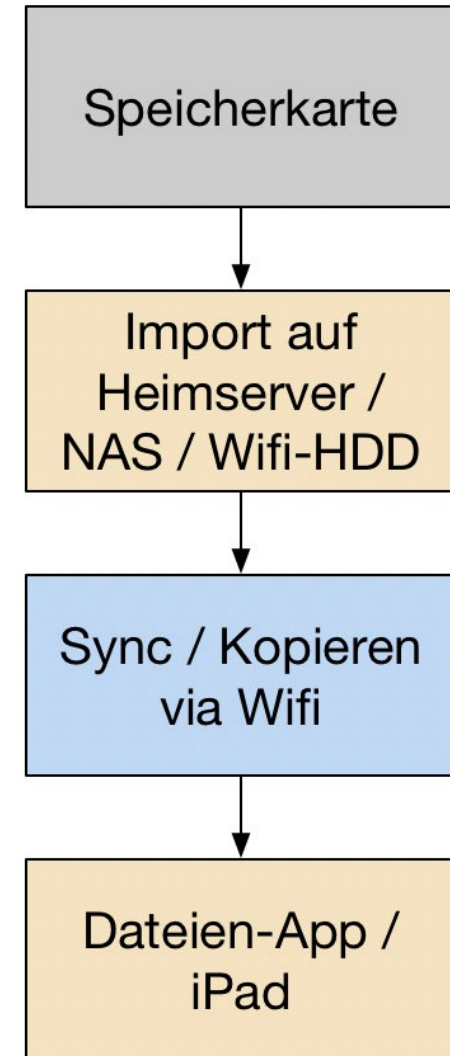 Speicherkarte
Import auf
Heimserver /
NAS / Wifi-HDD
Sync / Kopieren
via Wifi
Dateien-App /
iPad